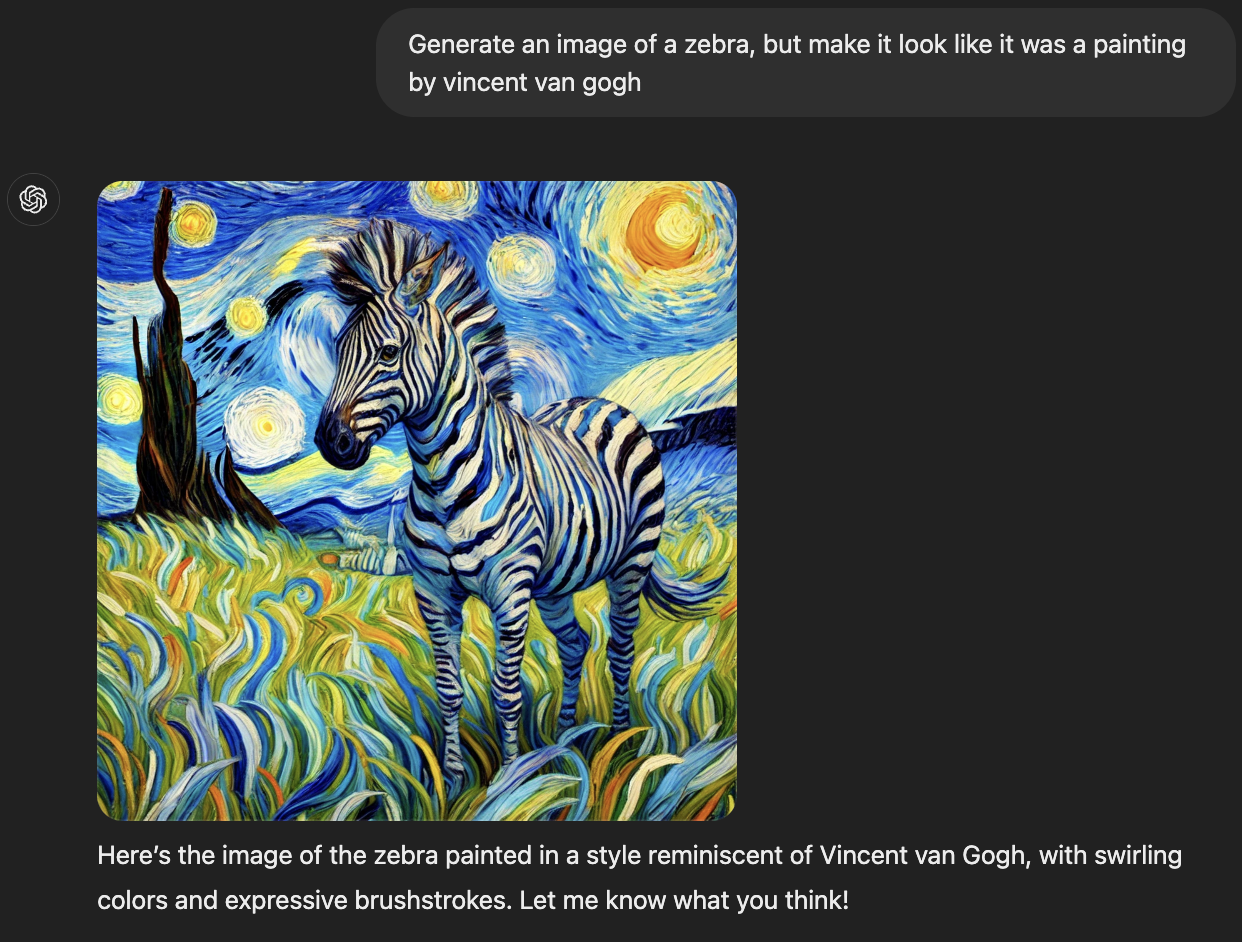 Generate an image of a zebra, but make it look like it was a painting
by vincent van gogh
Here’s the image of the zebra painted in a style reminiscent of Vincent van Gogh, with swirling
colors and expressive brushstrokes. Let me know what you think!